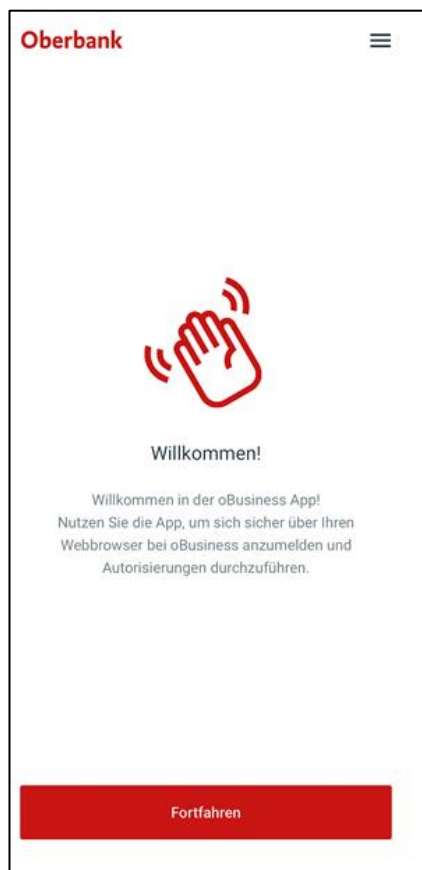 Oberbank
Willkommen!
Willkommen in der oBusiness App!
Nutzen Sie die App, um sich sicher über Ihren
Webbrowser bei oBusiness anzumelden und
Autorisierungen durchzuführen.
Fortfahren